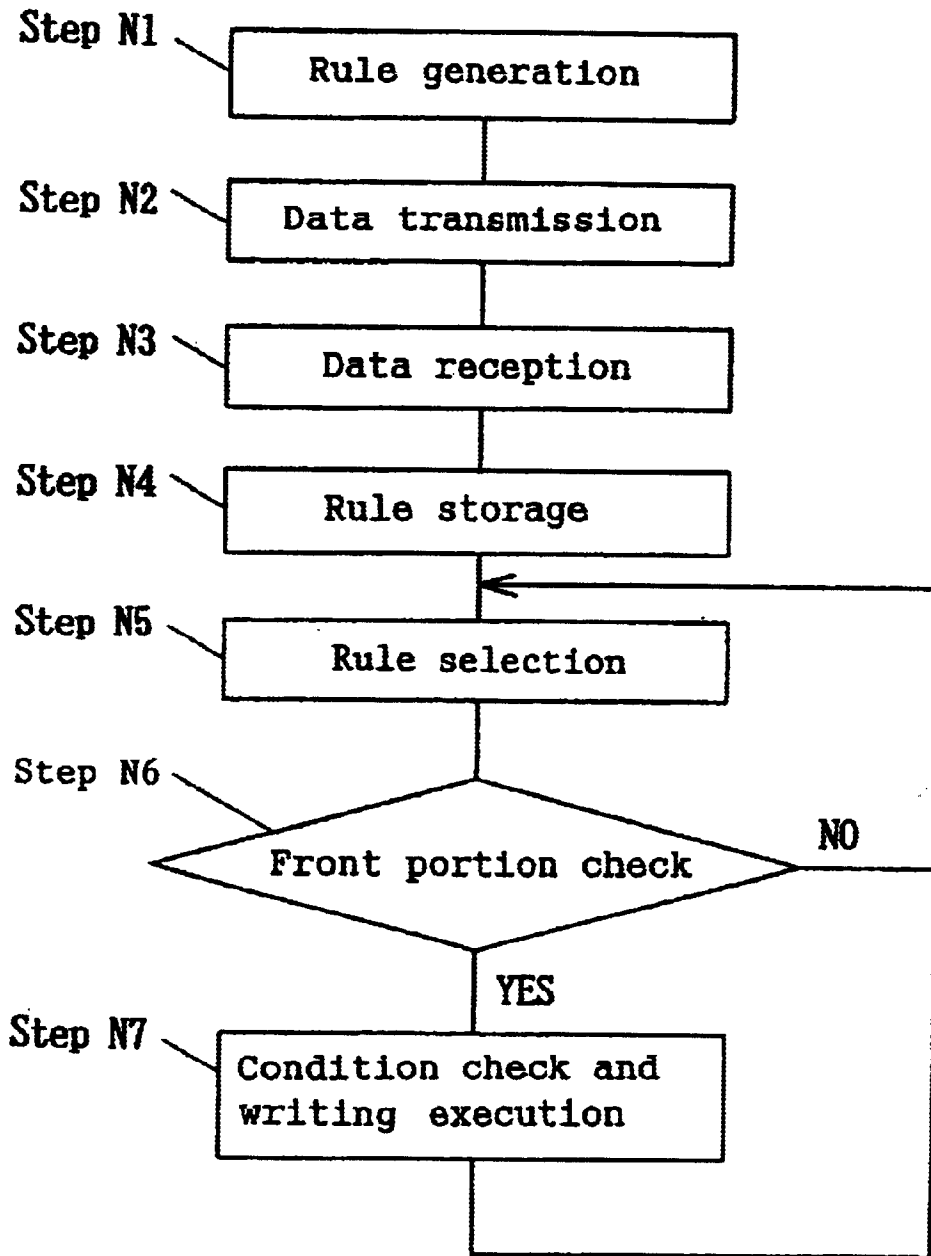 Step N1
Rule generation
Step N2
Data transmission
Step N3
Data reception
Step N4
Rule storage
Step N5
Rule selection
Step N6
Front portion check
NO
YES
Step N7
Condition check and
writing execution